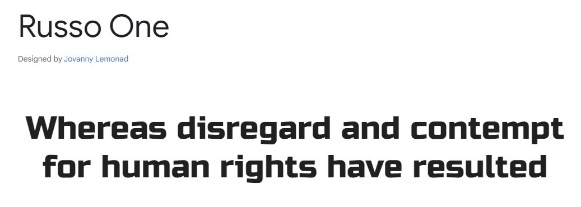 Russo One
Designed by Jovanny Lemonad
Whereas disregard and contempt
for human rights have resulted